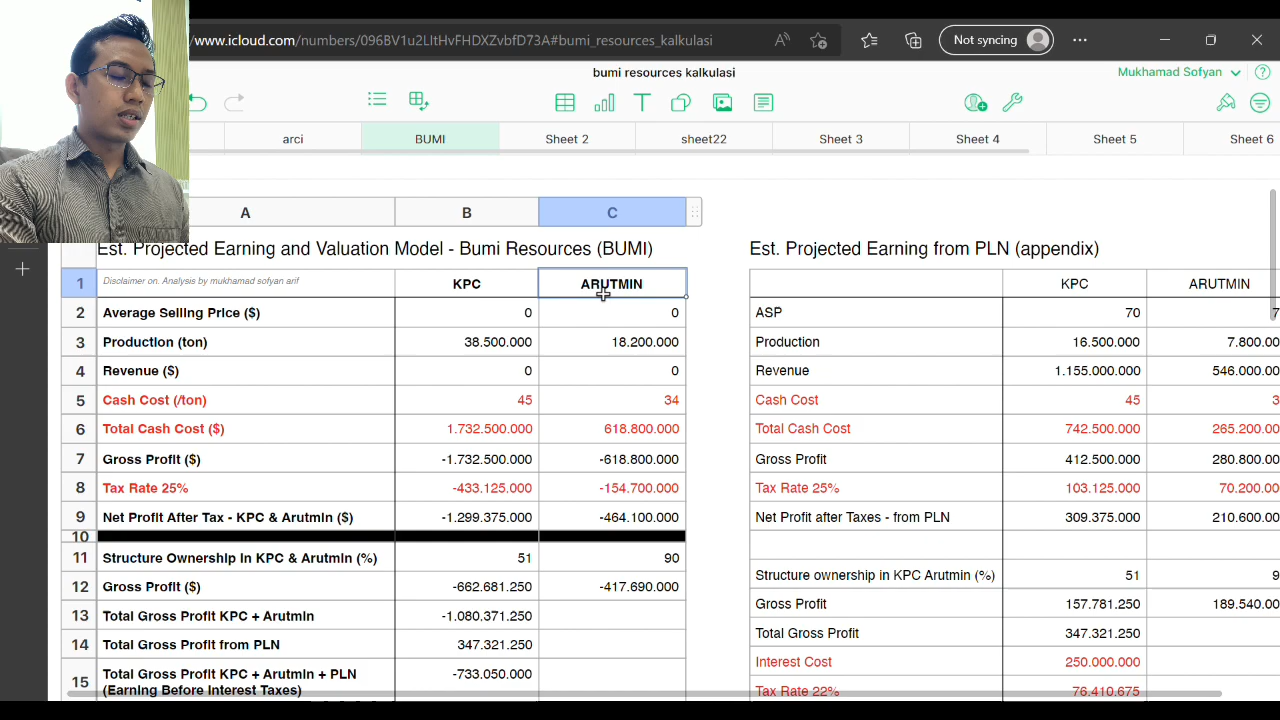 www.icloud.com/numbers/096BV1u2LItHvFHDXZvbfD73A#bumi_resources_kalkulasi
Not syncing
bumi resources kalkulasi
Mukhamad Sofyan
arci BUMI Sheet 2 sheet22 Sheet 3 Sheet 4 Sheet 5 Sheet 6
A B C
Est. Projected Earning and Valuation Model - Bumi Resources (BUMI)
1 Disclaimer on. Analysis by mukhamad sofyan arif KPC ARUTMIN
2 Average Selling Price ($) 0 0
3 Production (ton) 38.500.000 18.200.000
4 Revenue ($) 0 0
5 Cash Cost (/ton) 45 34
6 Total Cash Cost ($) 1.732.500.000 618.800.000
7 Gross Profit ($) -1.732.500.000 -618.800.000
8 Tax Rate 25% -433.125.000 -154.700.000
9 Net Profit After Tax - KPC & Arutmin ($) -1.299.375.000 -464.100.000
10
11 Structure Ownership in KPC & Arutmin (%) 51 90
12 Gross Profit ($) -662.681.250 -417.690.000
13 Total Gross Profit KPC + Arutmin -1.080.371.250
14 Total Gross Profit from PLN 347.321.250
15 Total Gross Profit KPC + Arutmin + PLN -733.050.000
(Earning Before Interest Taxes)
Est. Projected Earning from PLN (appendix)
KPC ARUTMIN
ASP 70 7
Production 16.500.000 7.800.00
Revenue 1.155.000.000 546.000.00
Cash Cost 45 3
Total Cash Cost 742.500.000 265.200.00
Gross Profit 412.500.000 280.800.00
Tax Rate 25% 103.125.000 70.200.00
Net Profit after Taxes - from PLN 309.375.000 210.600.00
Structure ownership in KPC Arutmin (%) 51 9
Gross Profit 157.781.250 189.540.00
Total Gross Profit 347.321.250
Interest Cost 250.000.000
Tax Rate 22% 76.410.675